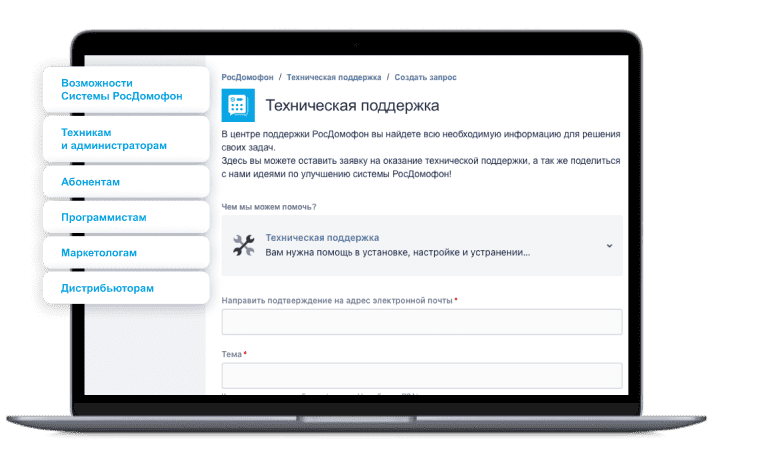 Возможности
Системы РосДомофон
Техникам
и администраторам
Абонентам
Программистам
Маркетологам
Дистрибьюторам
РосДомофон / Техническая поддержка / Создать запрос
Техническая поддержка
В центре поддержки РосДомофон вы найдете всю необходимую информацию для решения
своих задач.
Здесь вы можете оставить заявку на оказание технической поддержки, а так же поделиться
с нами идеями по улучшению системы РосДомофон!
Чем мы можем помочь?
Техническая поддержка
Вам нужна помощь в установке, настройке и устранении...
Направить подтверждение на адрес электронной почты *
Тема *